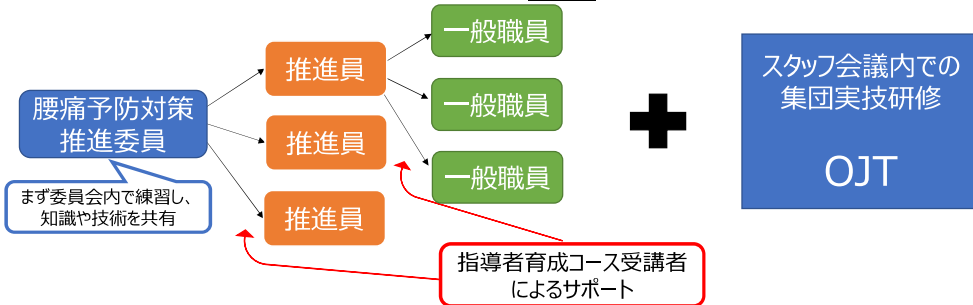 腰痛予防対策
推進委員
まず委員会内で練習し、
知識や技術を共有
推進員
推進員
推進員
一般職員
一般職員
一般職員
指導者育成コース受講者
によるサポート
スタッフ会議内での
集団実技研修
OJT